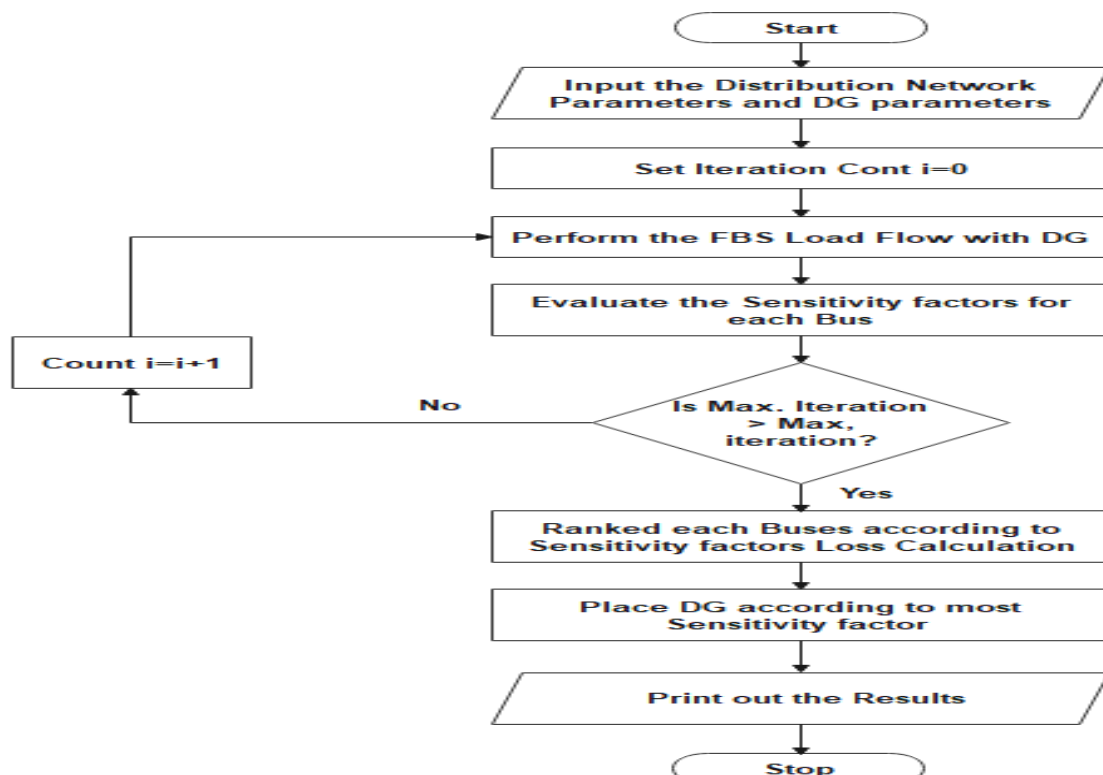 Start
Input the Distribution Network
Parameters and DG parameters
Set Iteration Cont i=0
Perform the FBS Load Flow with DG
Evaluate the Sensitivity factors for
each Bus
Count i=i+1
Is Max. Iteration
> Max,
iteration?
No
Yes
Ranked each Buses according to
Sensitivity factors Loss Calculation
Place DG according to most
Sensitivity factor
Print out the Results
Stop